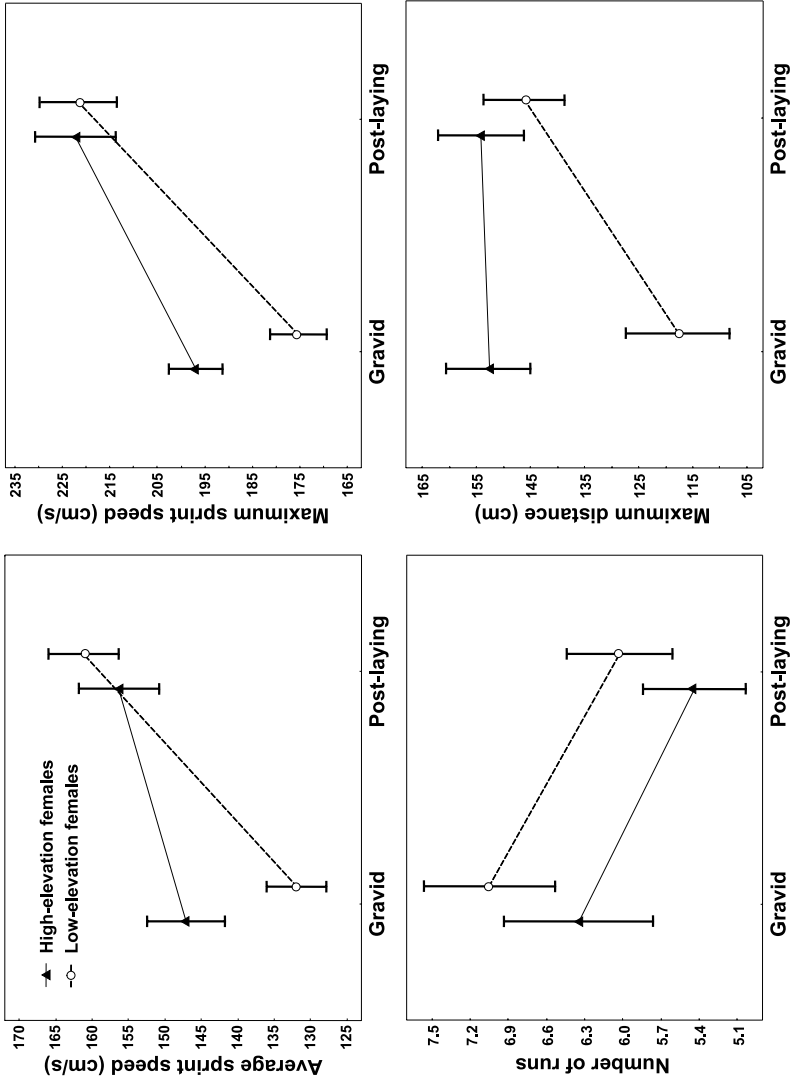 Average sprint speed (cm/s)
170
165
160
155
150
145
140
135
130
125
High-elevation females
Low-elevation females
Gravid
Post-laying
Maximum sprint speed (cm/s)
235
225
215
205
195
185
175
165
Gravid
Post-laying
Number of runs
7.5
7.2
6.9
6.6
6.3
6.0
5.7
5.4
5.1
Gravid
Post-laying
Maximum distance (cm)
165
155
145
135
125
115
105
Gravid
Post-laying